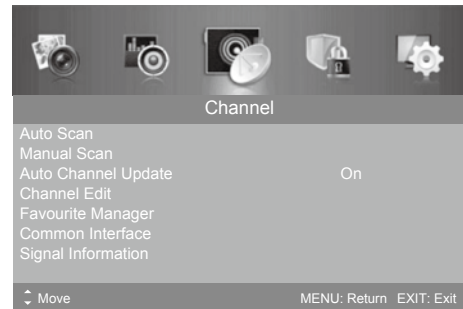 Channel
Auto Scan
Manual Scan
Auto Channel Update On
Channel Edit
Favourite Manager
Common Interface
Signal Information
Move MENU: Return EXIT: Exit